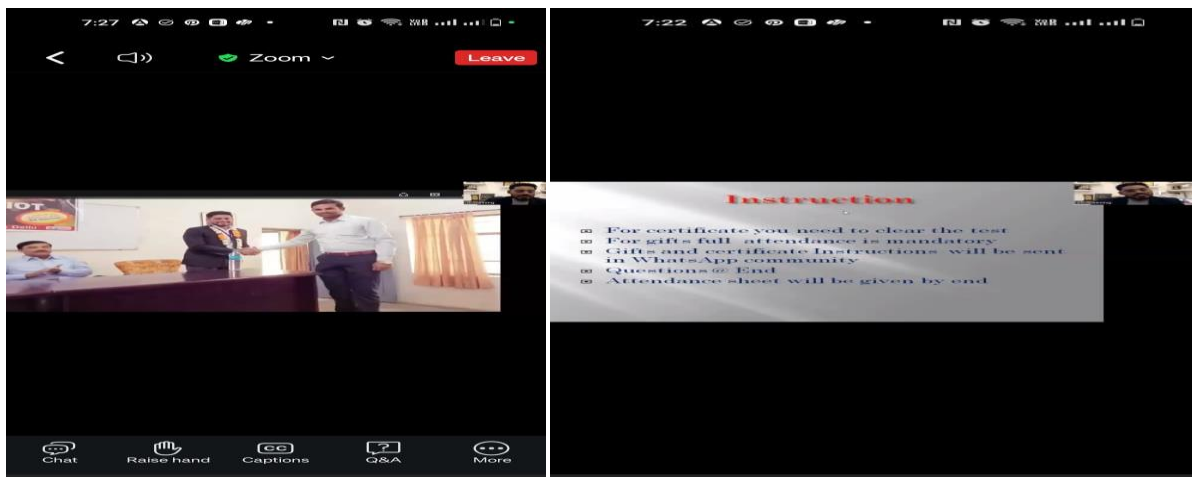 7:27
Zoom
Leave
IOT
Delhi
Chat
Raise hand
Captions
Q&A
More
7:22
Instruction
For certificate you need to clear the test
For gifts full attendance is mandatory
Gifts and certificate Instructions will be sent
in WhatsApp community
Questions @ End
Attendance sheet will be given by end